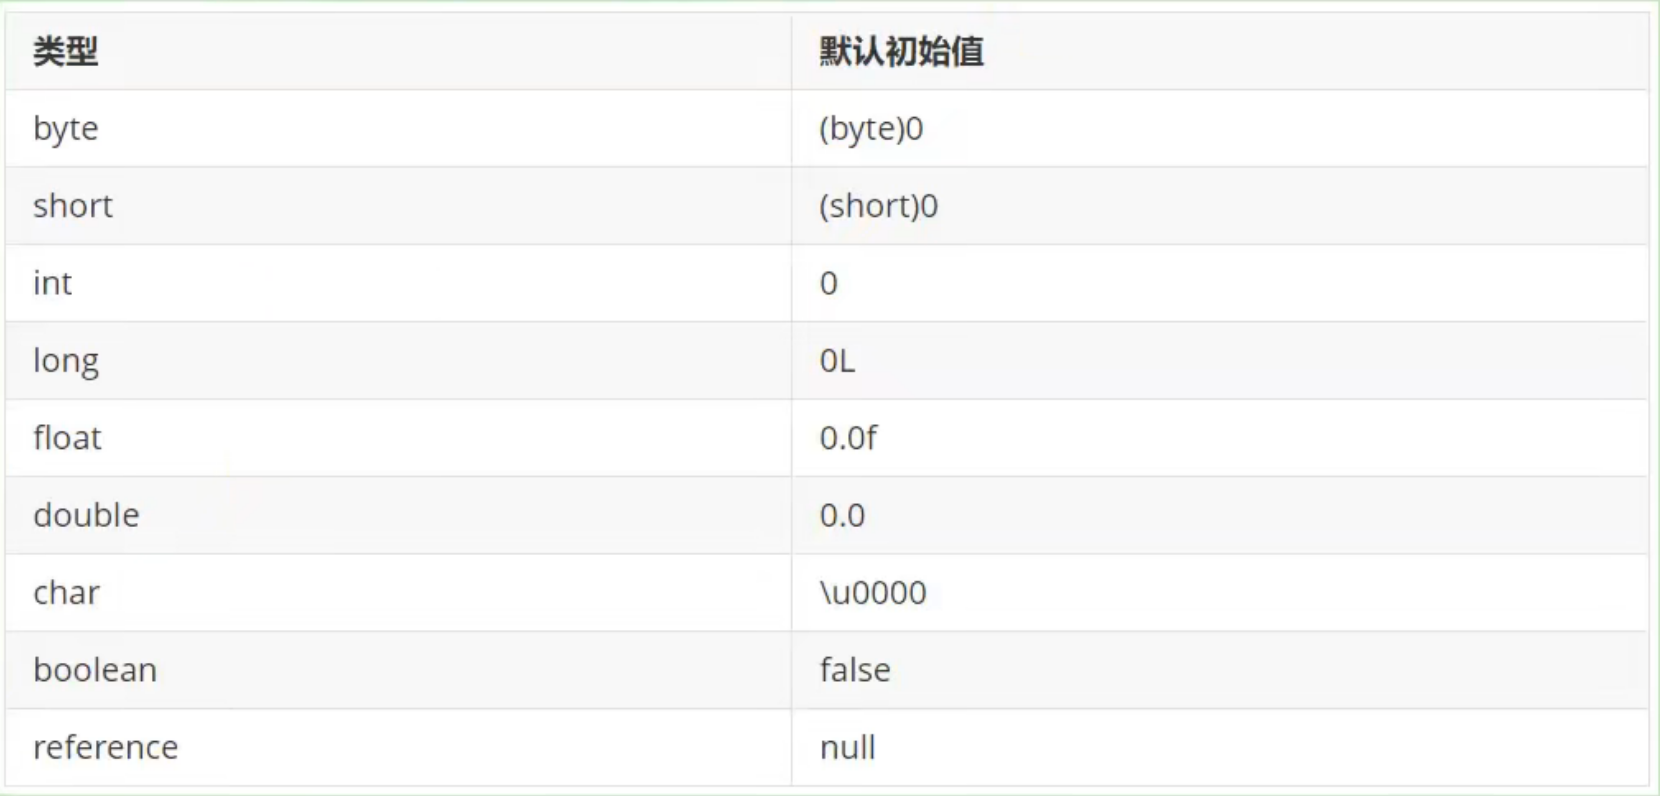 类型 默认初始值
byte (byte)0
short (short)0
int 0
long 0L
float 0.0f
double 0.0
char \u0000
boolean false
reference null